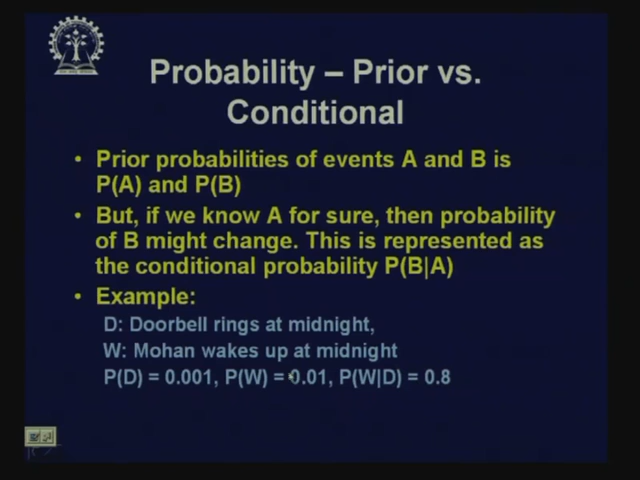 Probability – Prior vs.
Conditional
• Prior probabilities of events A and B is
P(A) and P(B)
• But, if we know A for sure, then probability
of B might change. This is represented as
the conditional probability P(B|A)
• Example:
D: Doorbell rings at midnight,
W: Mohan wakes up at midnight
P(D) = 0.001, P(W) = 0.01, P(W|D) = 0.8